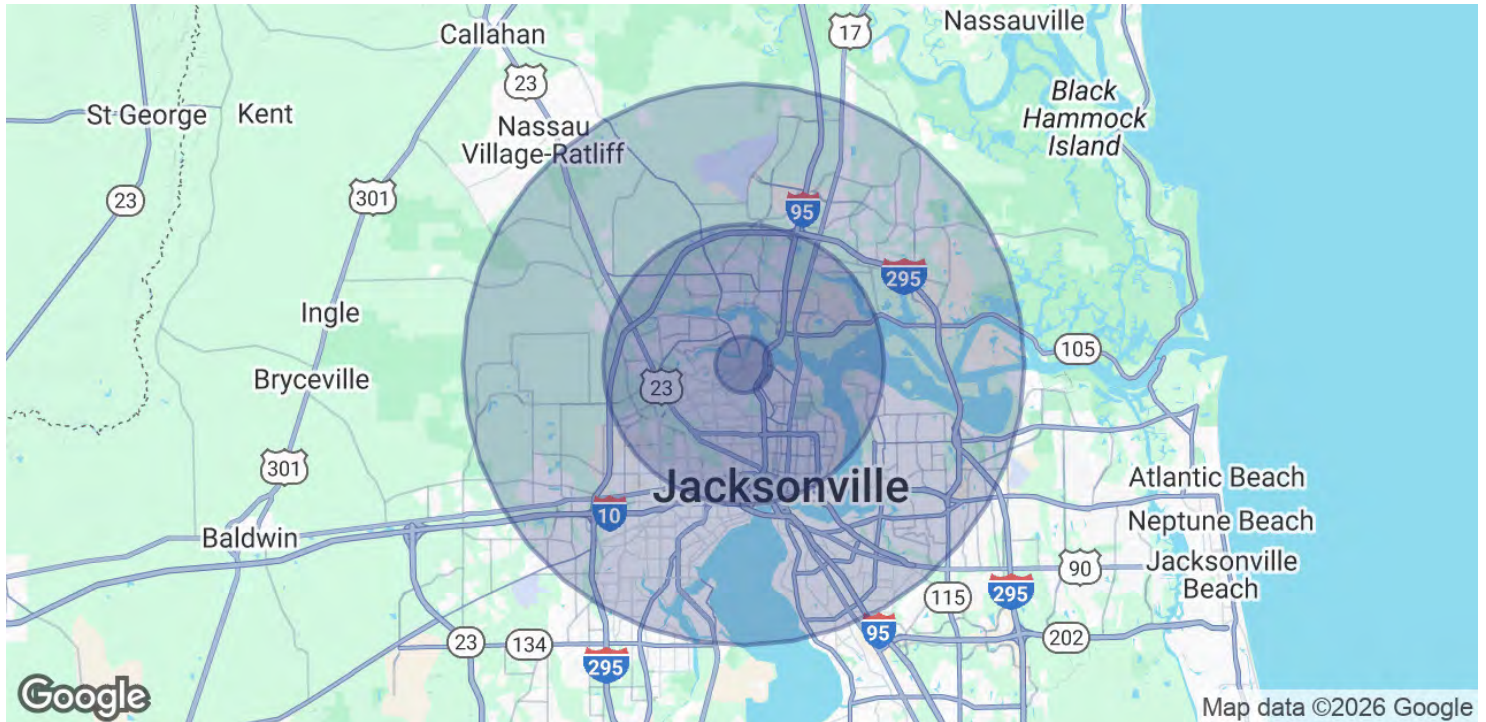 Nassauville
17
Callahan
23
Black
Hammock
Island
St George
Kent
Nassau
Village-Ratliff
301
23
95
295
Ingle
105
Bryceville
23
301
Atlantic Beach
Jacksonville
10
Neptune Beach
Baldwin
90
Jacksonville
Beach
295
115
95
202
23
134
295
Google
Map data ©2026 Google